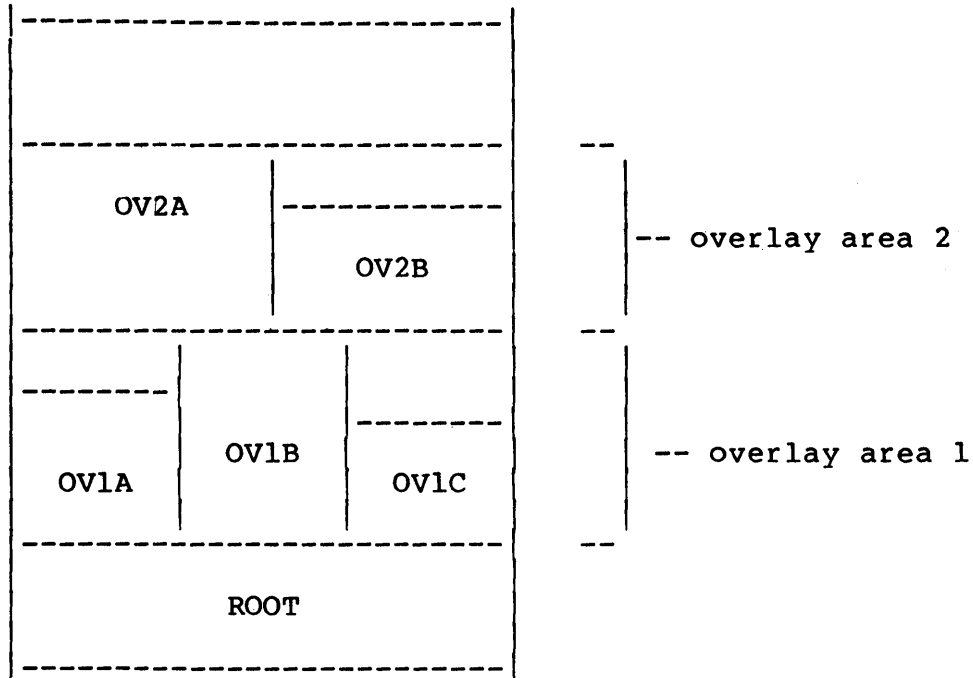 OV2A
-- overlay area 2
OV2B
OV1B
-- overlay area 1
OV1A
OV1C
ROOT